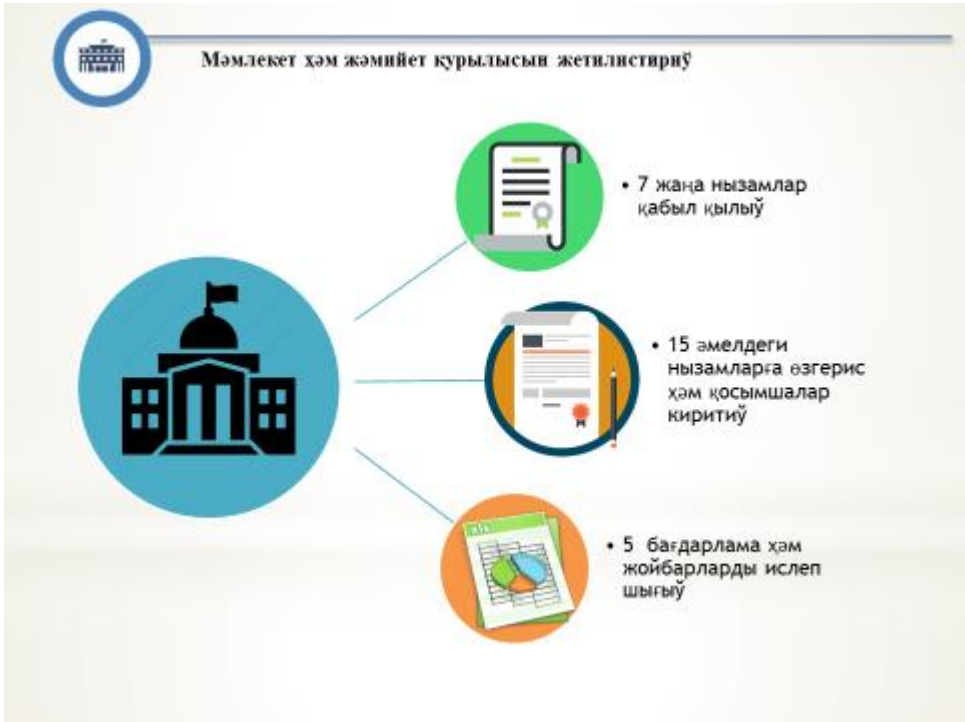 Мәмлекет ҳәм жәмийет қурылысын жетилистириў
• 7 жаңа нызамлар
қабыл қылыў
• 15 әмелдеги
нызамларға өзгерис
ҳәм қосымшалар
киритиў
• 5 бағдарлама ҳәм
жойбарларды ислеп
шығыў